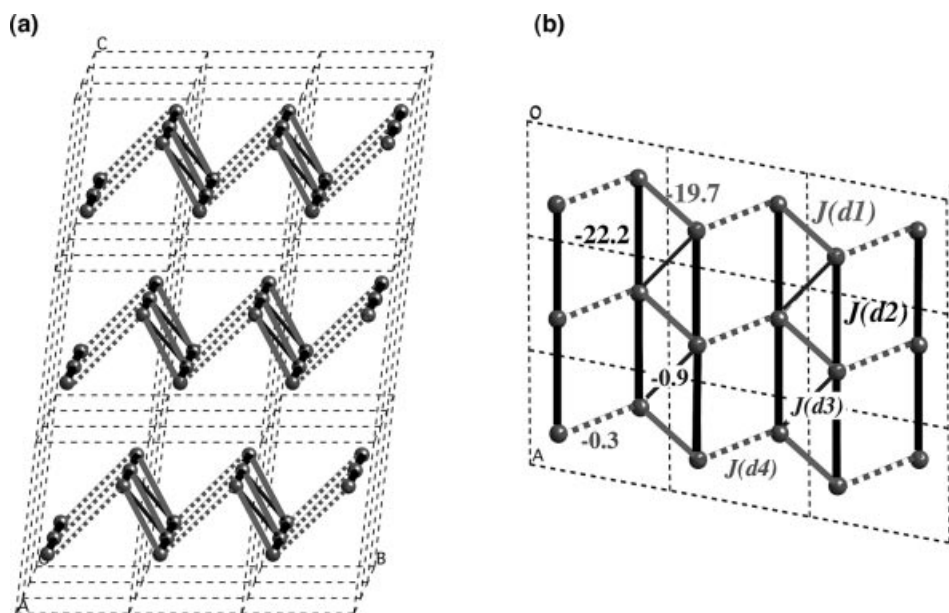 (a)
C
A
B
(b)
O
-19.7
J(d1)
-22.2
J(d2)
-0.9
J(d3)
-0.3
J(d4)
A